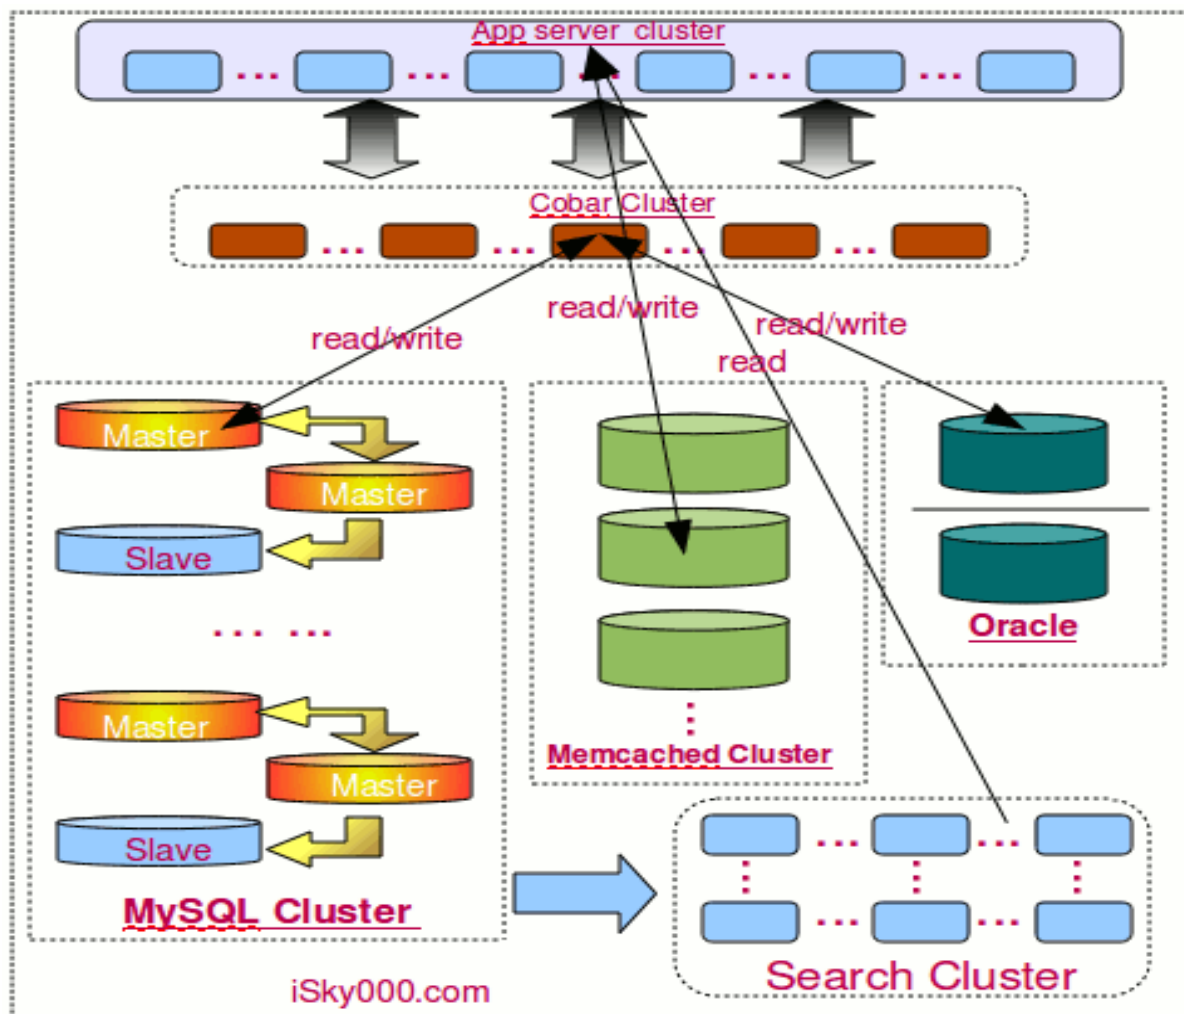 App server cluster
... ... ... ... ...
Cobar Cluster
... ... ... ...
read/write
read/write
read/write
read
Master
Master
Slave
... ...
Master
Master
Slave
MySQL Cluster
Memcached Cluster
Oracle
... ...
... ...
Search Cluster
iSky000.com